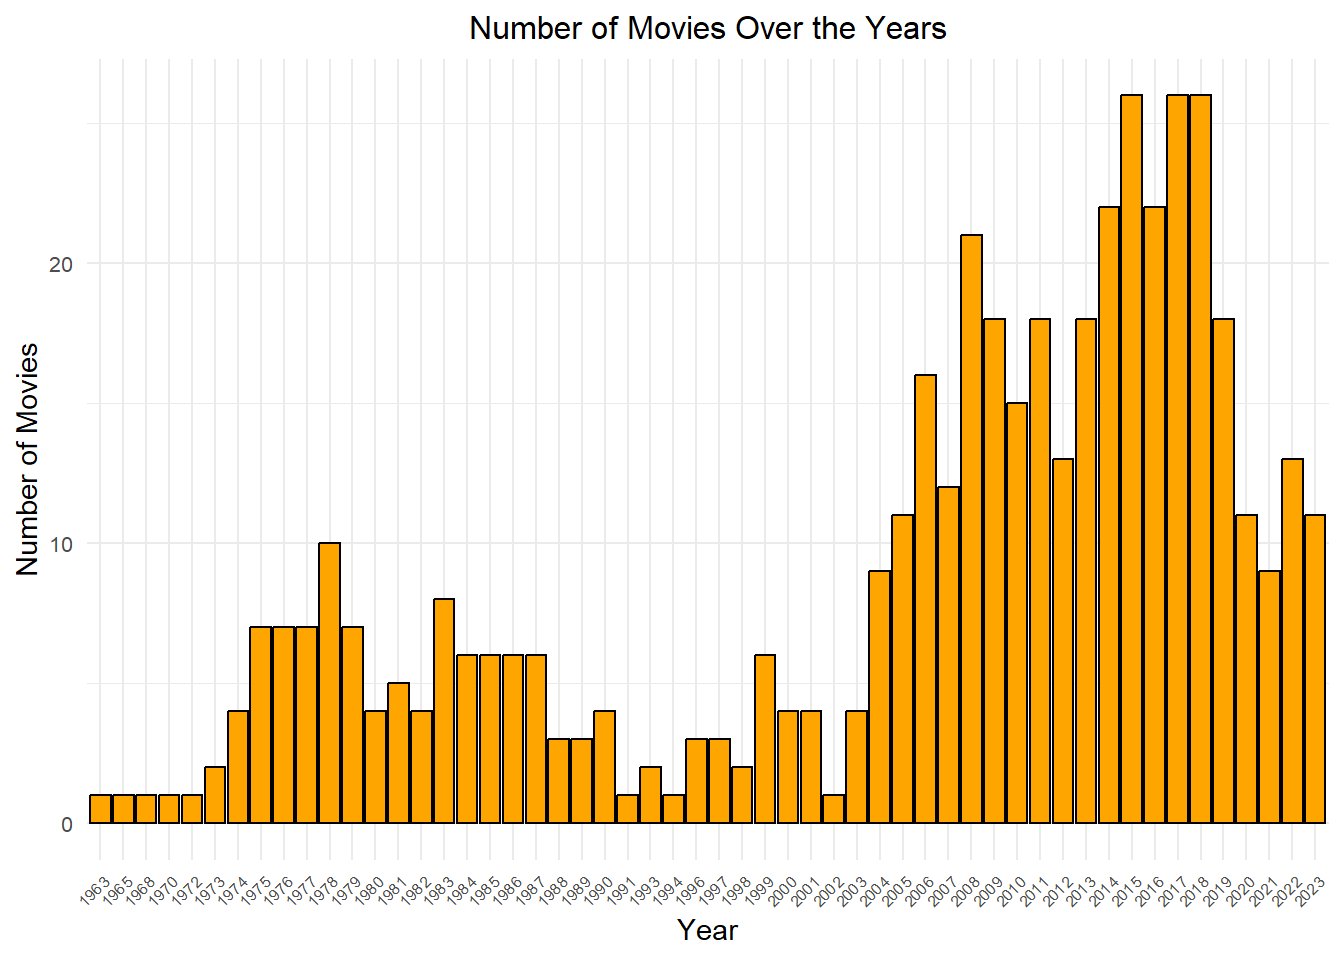 Number of Movies Over the Years
Number of Movies
20
10
0
1963 1965 1968 1970 1972 1973 1974 1975 1976 1977 1978 1979 1980 1981 1982 1983 1984 1985 1986 1987 1988 1989 1990 1991 1993 1994 1996 1997 1998 1999 2000 2001 2002 2003 2004 2005 2006 2007 2008 2009 2010 2011 2012 2013 2014 2015 2016 2017 2018 2019 2020 2021 2022 2023
Year